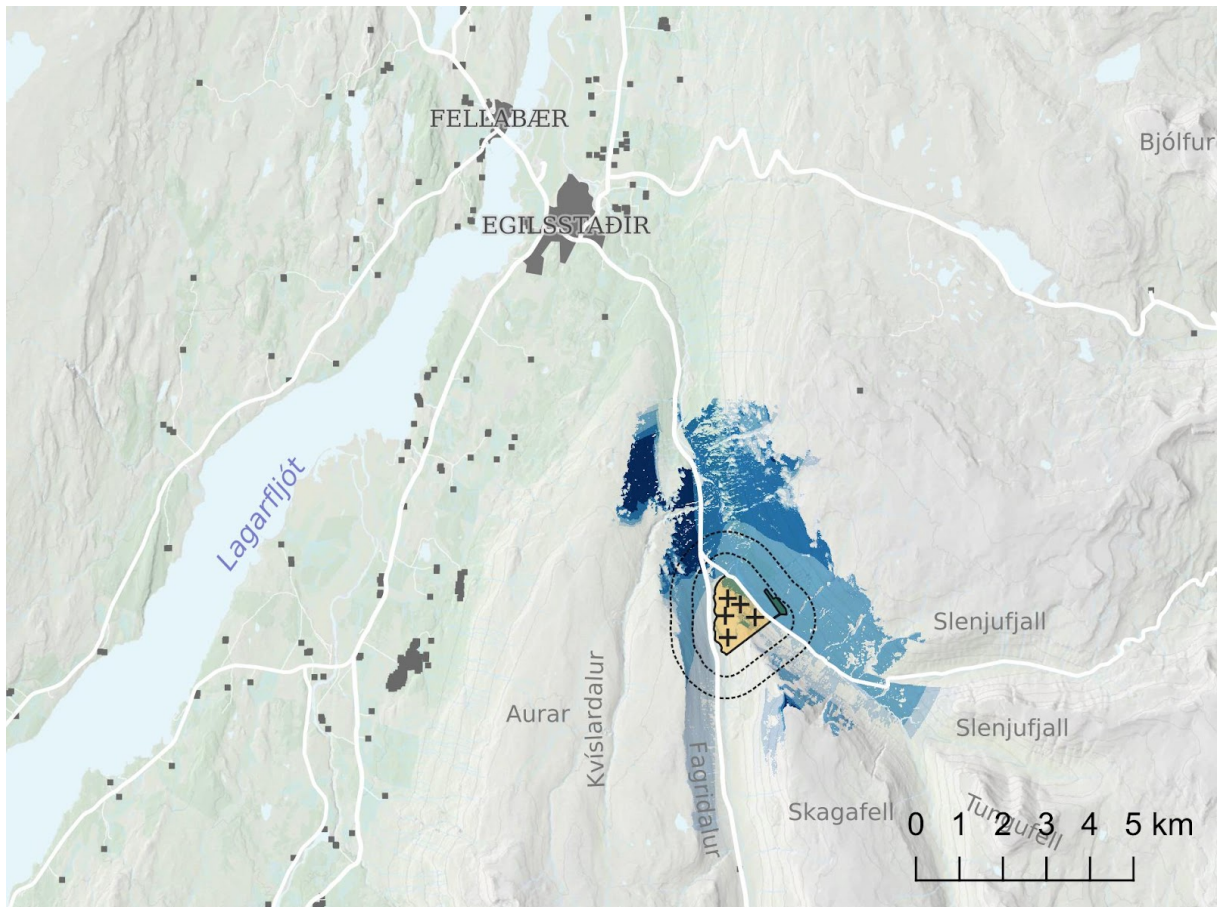 FELLABÆR
Bjólfur
EGILSSTAÐIR
Lagarfljót
Slenjufjall
Aurar
Kvíslardalur
Fagridalur
Slenjufjall
Skagafell
Tungufell
0 1 2 3 4 5 km